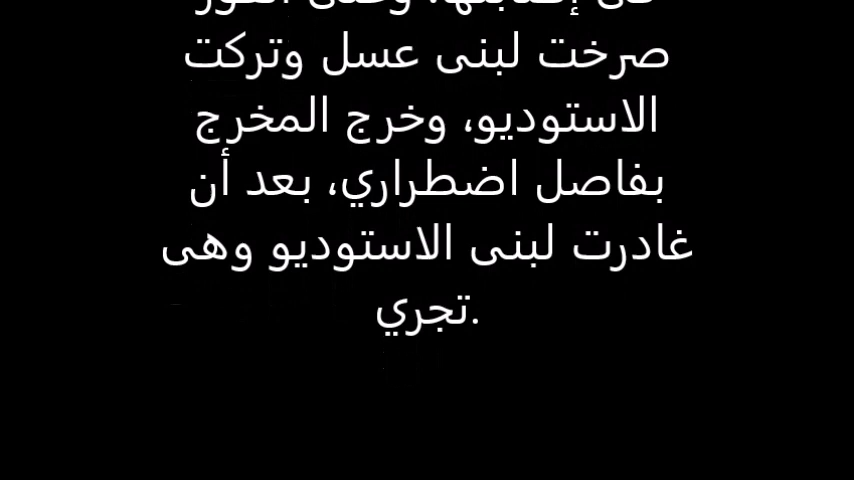 صرخت لبنى عسل وتركت
الاستوديو، وخرج المخرج
بفاصل اضطراري، بعد أن
غادرت لبنى الاستوديو وهى
تجري.